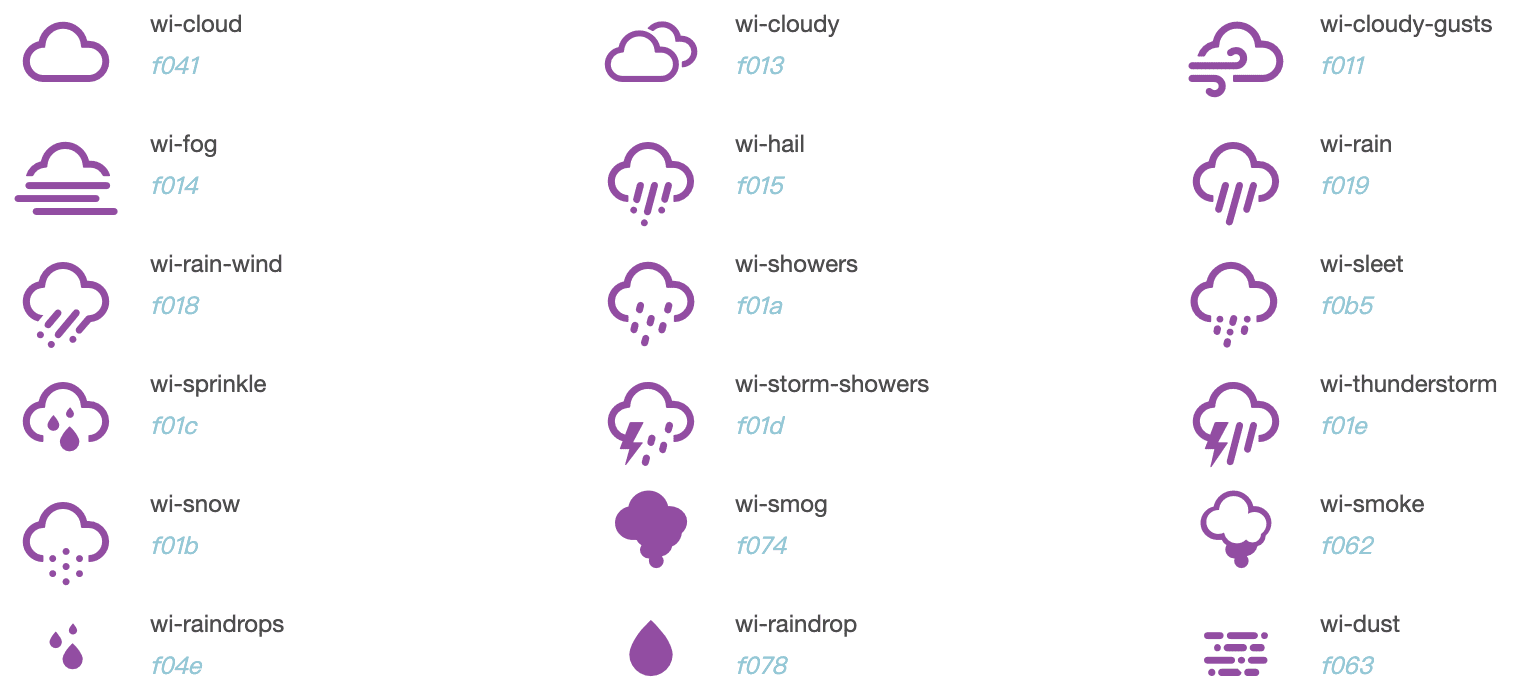 wi-cloud
f041
wi-cloudy
f013
wi-cloudy-gusts
f011
wi-fog
f014
wi-hail
f015
wi-rain
f019
wi-rain-wind
f018
wi-showers
f01a
wi-sleet
f0b5
wi-sprinkle
f01c
wi-storm-showers
f01d
wi-thunderstorm
f01e
wi-snow
f01b
wi-smog
f074
wi-smoke
f062
wi-raindrops
f04e
wi-raindrop
f078
wi-dust
f063